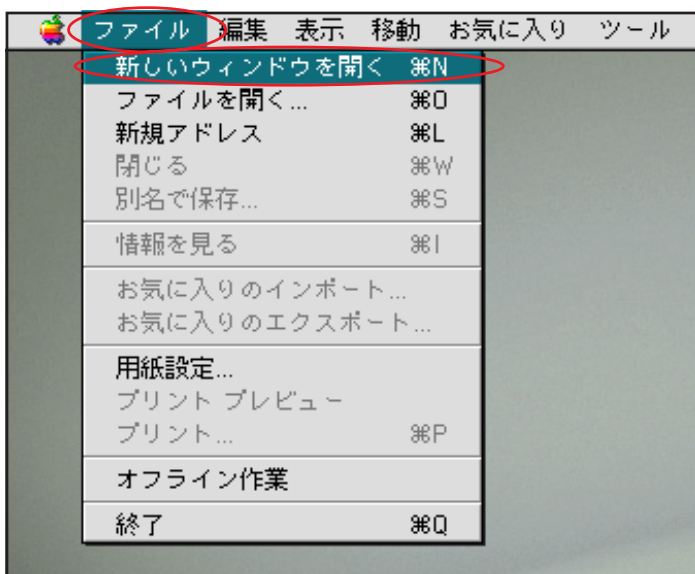 ファイル 編集 表示 移動 お気に入り ツール
新しいウィンドウを開く ⌘N
ファイルを開く... ⌘O
新規アドレス ⌘L
閉じる ⌘W
別名で保存... ⌘S
情報を見る ⌘I
お気に入りのインポート...
お気に入りのエクスポート...
用紙設定...
プリント プレビュー
プリント... ⌘P
オフライン作業
終了 ⌘Q